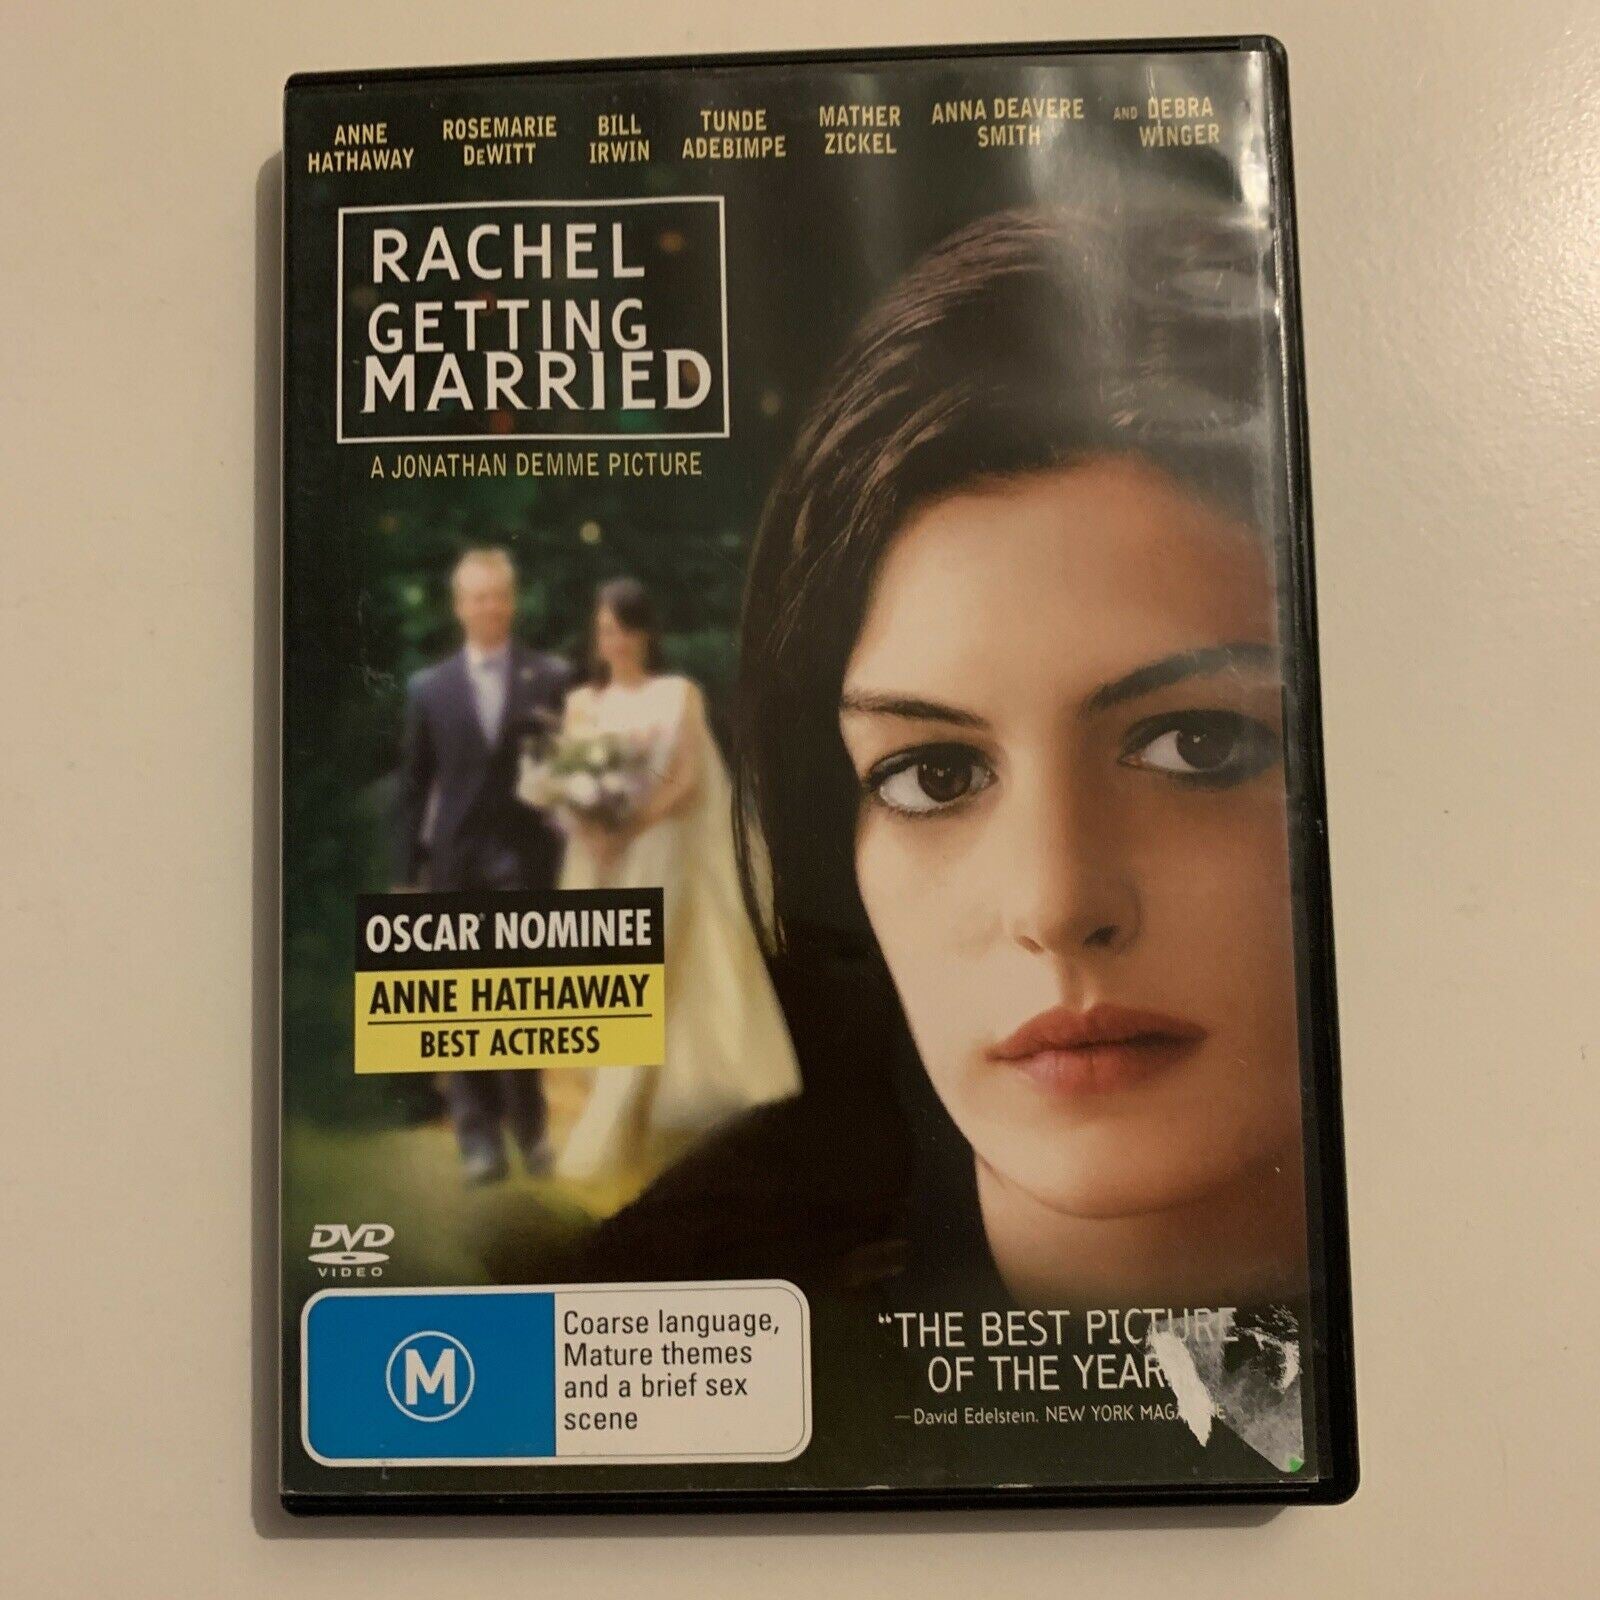 ANNE
HATHAWAY
ROSEMARIE
DEWITT
BILL
IRWIN
TUNDE
ADEBIMPE
MATHER
ZICKEL
ANNA DEAVERE
SMITH
AND DEBRA
WINGER
RACHEL
GETTING
MARRIED
A JONATHAN DEMME PICTURE
OSCAR® NOMINEE
ANNE HATHAWAY
BEST ACTRESS
DVD
VIDEO
M
Coarse language,
Mature themes
and a brief sex
scene
“THE BEST PICTURE
OF THE YEAR
—David Edelstein, NEW YORK